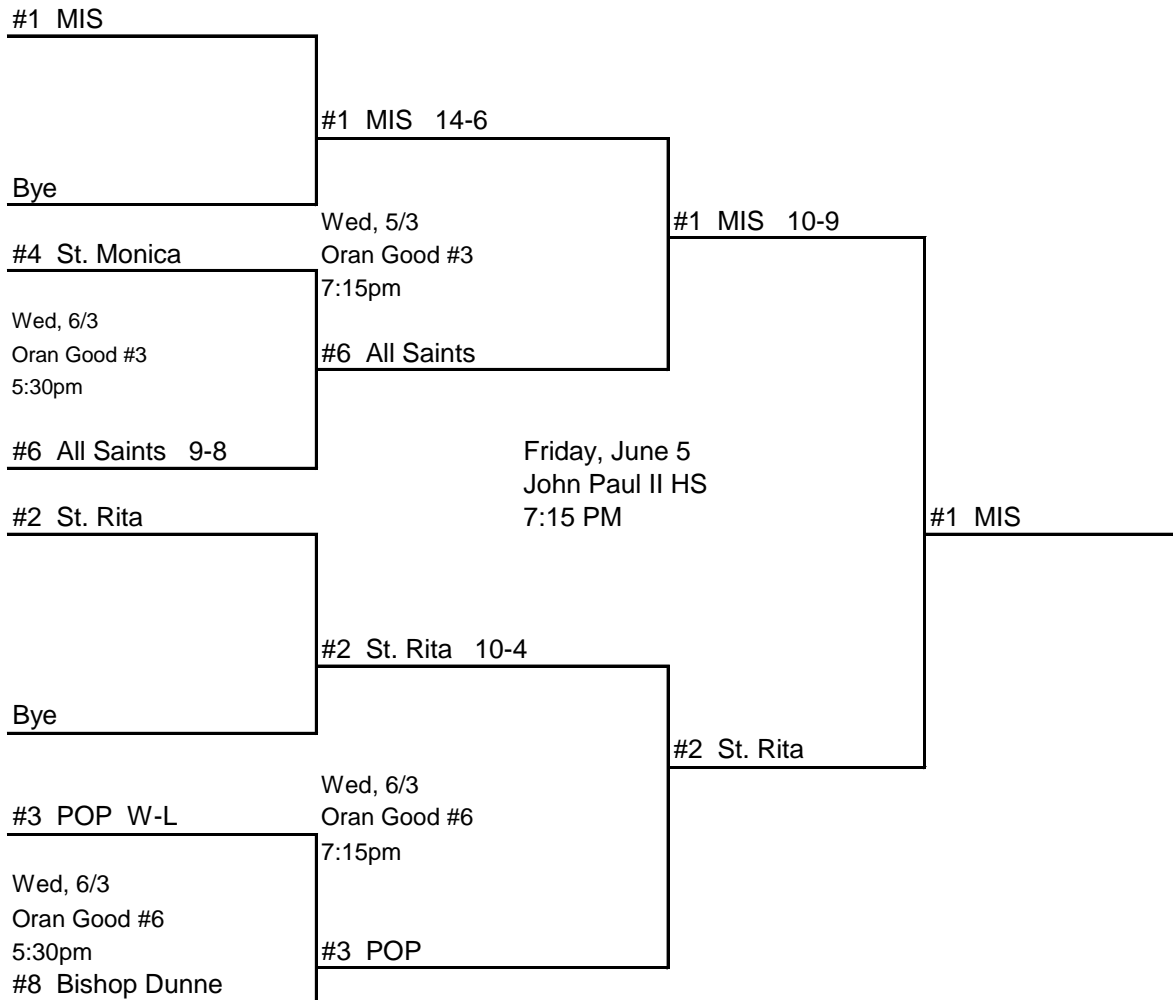 #1  MIS
#1  MIS   14-6
Bye
Wed, 5/3
Oran Good #3
7:15pm
#1  MIS   10-9
#4  St. Monica
Wed, 6/3
Oran Good #3
5:30pm
#6  All Saints
#6  All Saints   9-8
Friday, June 5
John Paul II HS
7:15 PM
#2  St. Rita
#1  MIS
#2  St. Rita   10-4
Bye
#2  St. Rita
Wed, 6/3
Oran Good #6
7:15pm
#3  POP  W-L
Wed, 6/3
Oran Good #6
5:30pm
#3  POP
#8  Bishop Dunne